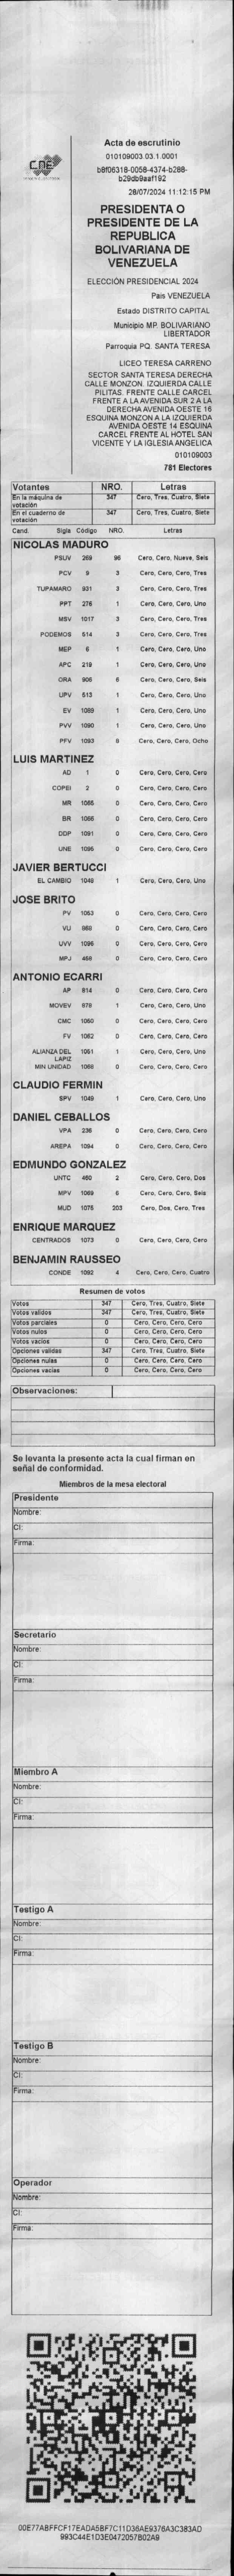 CNE
Acta de escrutinio
010109003.03.1.0001
b8f06318-0058-4374-b288-
b29db9aaf192
28/07/2024 11:12:15 PM
PRESIDENTA O
PRESIDENTE DE LA
REPUBLICA
BOLIVARIANA DE
VENEZUELA
ELECCIÓN PRESIDENCIAL 2024
Pais VENEZUELA
Estado DISTRITO CAPITAL
Municipio MP. BOLIVARIANO
LIBERTADOR
Parroquia PQ. SANTA TERESA
LICEO TERESA CARRENO
SECTOR SANTA TERESA DERECHA
CALLE MONZON. IZQUIERDA CALLE
PILITAS. FRENTE CALLE CARCEL
FRENTE A LA AVENIDA SUR 2 A LA
DERECHA AVENIDA OESTE 16
ESQUINA MONZON A LA IZQUIERDA
AVENIDA OESTE 14 ESQUINA
CARCEL FRENTE AL HOTEL SAN
VICENTE Y LA IGLESIA ANGELICA
010109003
781 Electores
Votantes NRO. Letras
En la máquina de votación 347 Cero, Tres, Cuatro, Siete
En el cuaderno de votación 347 Cero, Tres, Cuatro, Siete
Cand. Sigla Código NRO. Letras
NICOLAS MADURO
PSUV 269 96 Cero, Cero, Nueve, Seis
PCV 9 3 Cero, Cero, Cero, Tres
TUPAMARO 931 3 Cero, Cero, Cero, Tres
PPT 276 1 Cero, Cero, Cero, Uno
MSV 1017 3 Cero, Cero, Cero, Tres
PODEMOS 514 3 Cero, Cero, Cero, Tres
MEP 6 1 Cero, Cero, Cero, Uno
APC 219 1 Cero, Cero, Cero, Uno
ORA 906 6 Cero, Cero, Cero, Seis
UPV 513 1 Cero, Cero, Cero, Uno
EV 1089 1 Cero, Cero, Cero, Uno
PVV 1090 1 Cero, Cero, Cero, Uno
PFV 1093 8 Cero, Cero, Cero, Ocho
LUIS MARTINEZ
AD 1 0 Cero, Cero, Cero, Cero
COPEI 2 0 Cero, Cero, Cero, Cero
MR 1065 0 Cero, Cero, Cero, Cero
BR 1066 0 Cero, Cero, Cero, Cero
DDP 1091 0 Cero, Cero, Cero, Cero
UNE 1096 0 Cero, Cero, Cero, Cero
JAVIER BERTUCCI
EL CAMBIO 1048 1 Cero, Cero, Cero, Uno
JOSE BRITO
PV 1053 0 Cero, Cero, Cero, Cero
VU 0 Cero, Cero, Cero, Cero
UVV 0 Cero, Cero, Cero, Cero
MPJ 0 Cero, Cero, Cero, Cero
ANTONIO ECARRI
AP 814 0 Cero, Cero, Cero, Cero
MOVEV 878 1 Cero, Cero, Cero, Uno
CMC 1050 0 Cero, Cero, Cero, Cero
FV 1052 0 Cero, Cero, Cero, Cero
ALIANZA DEL LAPIZ 1051 1 Cero, Cero, Cero, Uno
MIN UNIDAD 1068 0 Cero, Cero, Cero, Cero
CLAUDIO FERMIN
SPV 1049 1 Cero, Cero, Cero, Uno
DANIEL CEBALLOS
VPA 236 0 Cero, Cero, Cero, Cero
AREPA 1094 0 Cero, Cero, Cero, Cero
EDMUNDO GONZALEZ
UNTC 460 2 Cero, Cero, Cero, Dos
MPV 1069 6 Cero, Cero, Cero, Seis
MUD 1075 203 Cero, Dos, Cero, Tres
ENRIQUE MARQUEZ
CENTRADOS 1073 0 Cero, Cero, Cero, Cero
BENJAMIN RAUSSEO
CONDE 1092 4 Cero, Cero, Cero, Cuatro
Resumen de votos
Votos 347 Cero, Tres, Cuatro, Siete
Votos validos 347 Cero, Tres, Cuatro, Siete
Votos parciales 0 Cero, Cero, Cero, Cero
Votos nulos 0 Cero, Cero, Cero, Cero
Votos vacios 0 Cero, Cero, Cero, Cero
Opciones validas 347 Cero, Tres, Cuatro, Siete
Opciones nulas 0 Cero, Cero, Cero, Cero
Opciones vacias 0 Cero, Cero, Cero, Cero
Observaciones:
Se levanta la presente acta la cual firman en
señal de conformidad.
Miembros de la mesa electoral
Presidente
Nombre:
CI:
Firma:
Secretario
Nombre:
CI:
Firma:
Miembro A
Nombre:
CI:
Firma:
Testigo A
Nombre:
CI:
Firma:
Testigo B
Nombre:
CI:
Firma:
Operador
Nombre:
CI:
Firma:
00E77ABFFCF17EADA5BF7C11D36AE9376A3C383AD
993C44E1D3E0472057B02A9